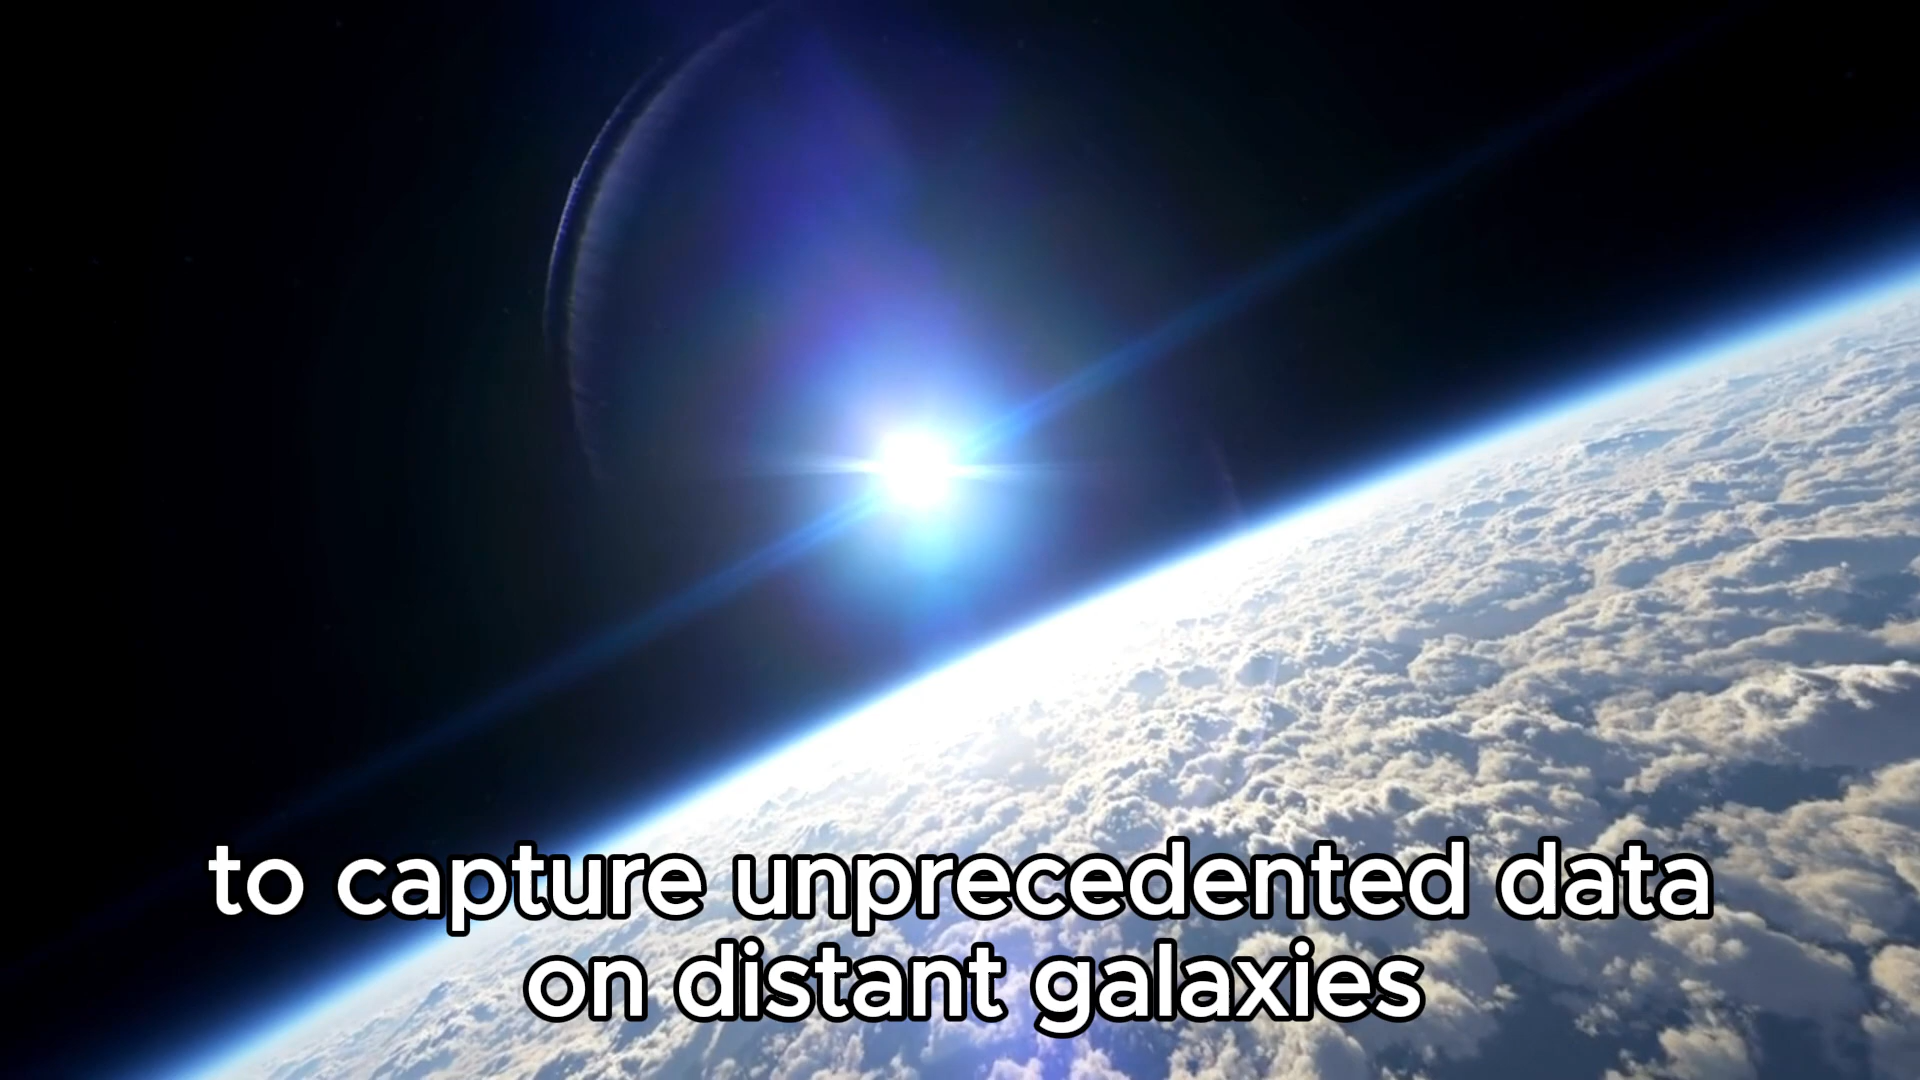 to capture unprecedented data
on distant galaxies